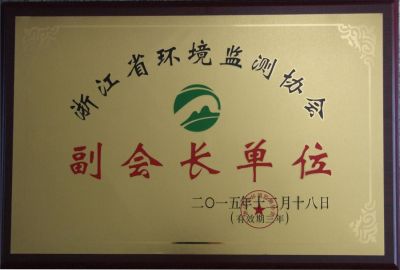 浙江省环境监测协会
副会长单位
二〇一五年十二月十八日
(有效期三年)